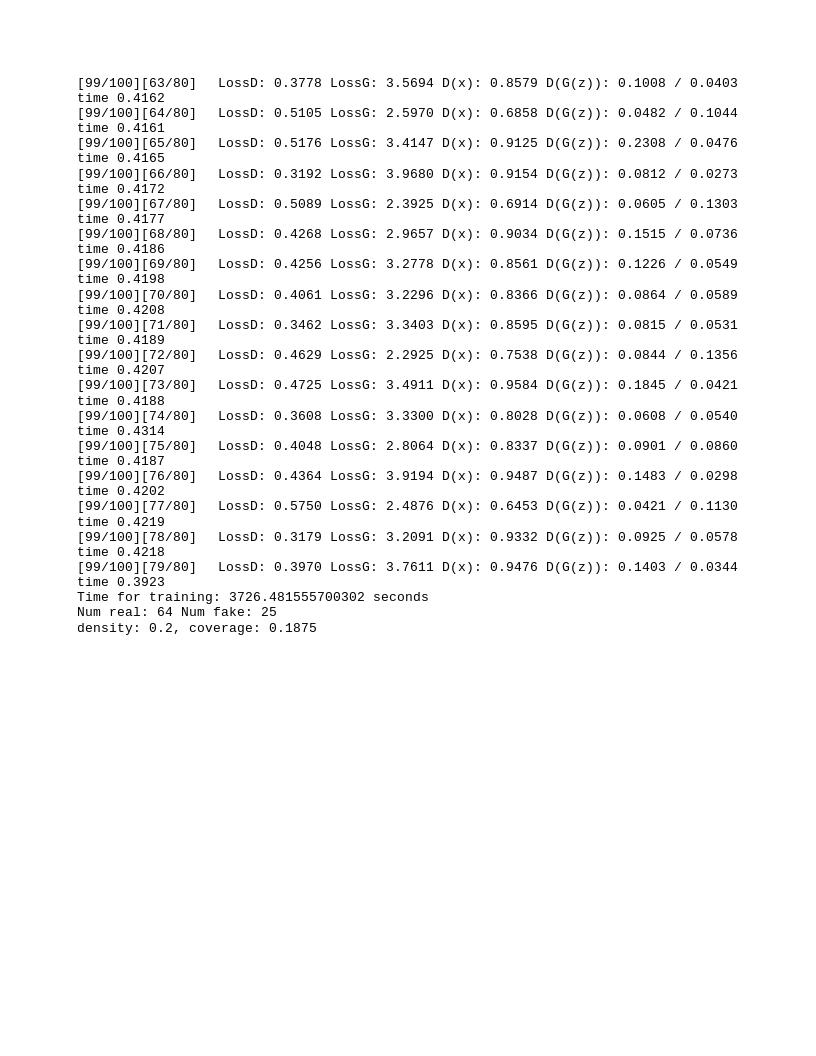 [99/100][63/80] LossD: 0.3778 LossG: 3.5694 D(x): 0.8579 D(G(z)): 0.1008 / 0.0403
time 0.4162
[99/100][64/80] LossD: 0.5105 LossG: 2.5970 D(x): 0.6858 D(G(z)): 0.0482 / 0.1044
time 0.4161
[99/100][65/80] LossD: 0.5176 LossG: 3.4147 D(x): 0.9125 D(G(z)): 0.2308 / 0.0476
time 0.4165
[99/100][66/80] LossD: 0.3192 LossG: 3.9680 D(x): 0.9154 D(G(z)): 0.0812 / 0.0273
time 0.4172
[99/100][67/80] LossD: 0.5089 LossG: 2.3925 D(x): 0.6914 D(G(z)): 0.0605 / 0.1303
time 0.4177
[99/100][68/80] LossD: 0.4268 LossG: 2.9657 D(x): 0.9034 D(G(z)): 0.1515 / 0.0736
time 0.4186
[99/100][69/80] LossD: 0.4256 LossG: 3.2778 D(x): 0.8561 D(G(z)): 0.1226 / 0.0549
time 0.4198
[99/100][70/80] LossD: 0.4061 LossG: 3.2296 D(x): 0.8366 D(G(z)): 0.0864 / 0.0589
time 0.4208
[99/100][71/80] LossD: 0.3462 LossG: 3.3403 D(x): 0.8595 D(G(z)): 0.0815 / 0.0531
time 0.4189
[99/100][72/80] LossD: 0.4629 LossG: 2.2925 D(x): 0.7538 D(G(z)): 0.0844 / 0.1356
time 0.4207
[99/100][73/80] LossD: 0.4725 LossG: 3.4911 D(x): 0.9584 D(G(z)): 0.1845 / 0.0421
time 0.4188
[99/100][74/80] LossD: 0.3608 LossG: 3.3300 D(x): 0.8028 D(G(z)): 0.0608 / 0.0540
time 0.4314
[99/100][75/80] LossD: 0.4048 LossG: 2.8064 D(x): 0.8337 D(G(z)): 0.0901 / 0.0860
time 0.4187
[99/100][76/80] LossD: 0.4364 LossG: 3.9194 D(x): 0.9487 D(G(z)): 0.1483 / 0.0298
time 0.4202
[99/100][77/80] LossD: 0.5750 LossG: 2.4876 D(x): 0.6453 D(G(z)): 0.0421 / 0.1130
time 0.4219
[99/100][78/80] LossD: 0.3179 LossG: 3.2091 D(x): 0.9332 D(G(z)): 0.0925 / 0.0578
time 0.4218
[99/100][79/80] LossD: 0.3970 LossG: 3.7611 D(x): 0.9476 D(G(z)): 0.1403 / 0.0344
time 0.3923
Time for training: 3726.481555700302 seconds
Num real: 64 Num fake: 25
density: 0.2, coverage: 0.1875